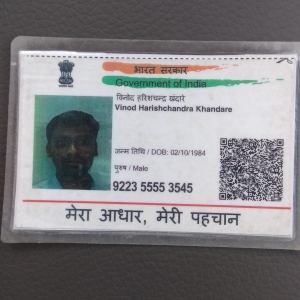 भारत सरकार
Government of India
विनोद हरिशचन्द्र खंदारे
Vinod Harishchandra Khandare
जन्म तिथि / DOB: 02/10/1984
पुरुष / Male
9223 5555 3545
मेरा आधार, मेरी पहचान